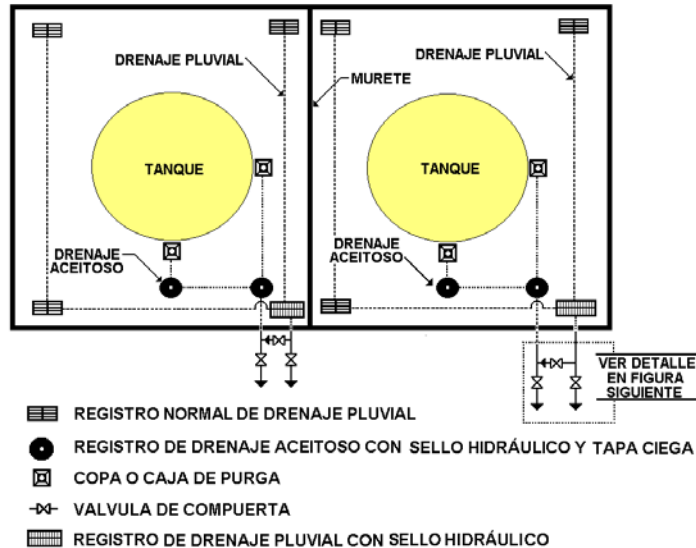 DRENAJE PLUVIAL
MURETE
DRENAJE PLUVIAL
TANQUE
TANQUE
DRENAJE
ACEITOSO
DRENAJE
ACEITOSO
VER DETALLE
EN FIGURA
SIGUIENTE
REGISTRO NORMAL DE DRENAJE PLUVIAL
REGISTRO DE DRENAJE ACEITOSO CON SELLO HIDRÁULICO Y TAPA CIEGA
COPA O CAJA DE PURGA
VALVULA DE COMPUERTA
REGISTRO DE DRENAJE PLUVIAL CON SELLO HIDRÁULICO